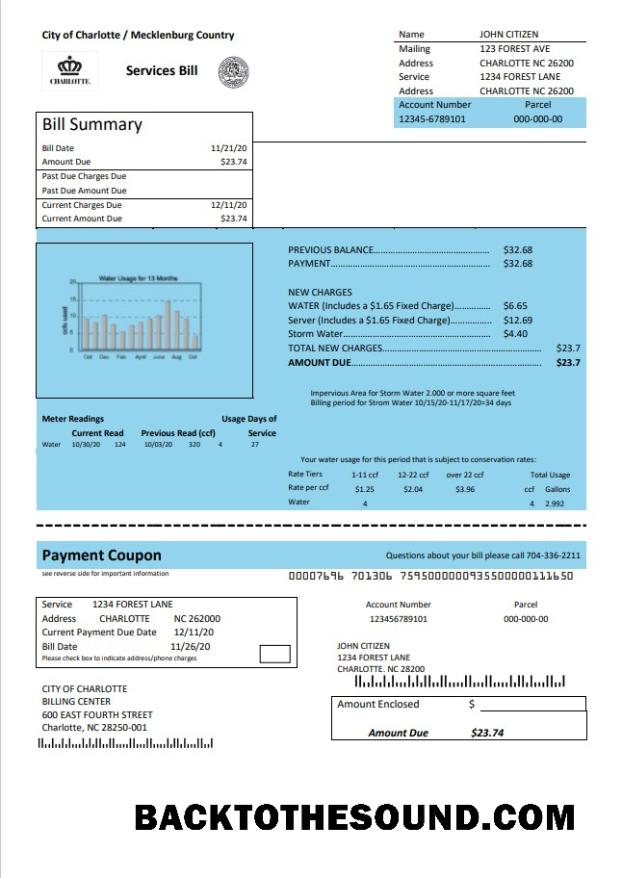 City of Charlotte / Mecklenburg Country
CHARLOTTE.
Services Bill
Name JOHN CITIZEN
Mailing 123 FOREST AVE
Address CHARLOTTE NC 26200
Service 1234 FOREST LANE
Address CHARLOTTE NC 26200
Account Number Parcel
12345-6789101 000-000-00
Bill Summary
Bill Date 11/21/20
Amount Due $23.74
Past Due Charges Due
Past Due Amount Due
Current Charges Due 12/11/20
Current Amount Due $23.74
Water Usage for 13 Months
ccfs used
20
15
10
5
0
Oct Dec Feb April June Aug Oct
PREVIOUS BALANCE........ $32.68
PAYMENT........ $32.68
NEW CHARGES
WATER (Includes a $1.65 Fixed Charge)........ $6.65
Server (Includes a $1.65 Fixed Charge)........ $12.69
Storm Water........ $4.40
TOTAL NEW CHARGES........ $23.7
AMOUNT DUE........ $23.7
Impervious Area for Storm Water 2.000 or more square feet
Billing period for Strom Water 10/15/20-11/17/20=34 days
Meter Readings Usage Days of
Current Read Previous Read (ccf) Service
Water 10/30/20 124 10/03/20 320 4 27
Your water usage for this period that is subject to conservation rates:
Rate Tiers 1-11 ccf 12-22 ccf over 22 ccf Total Usage
Rate per ccf $1.25 $2.04 $3.96 ccf Gallons
Water 4 4 2.992
Payment Coupon Questions about your bill please call 704-336-2211
see reverse side for important information
00007696 701306 759500000093550000011650
Service 1234 FOREST LANE
Address CHARLOTTE NC 262000
Current Payment Due Date 12/11/20
Bill Date 11/26/20
Please check box to indicate address/phone charges
Account Number Parcel
123456789101 000-000-00
JOHN CITIZEN
1234 FOREST LANE
CHARLOTTE. NC 28200
CITY OF CHARLOTTE
BILLING CENTER
600 EAST FOURTH STREET
Charlotte, NC 28250-001
Amount Enclosed $
Amount Due $23.74
BACKTOTHESOUND.COM